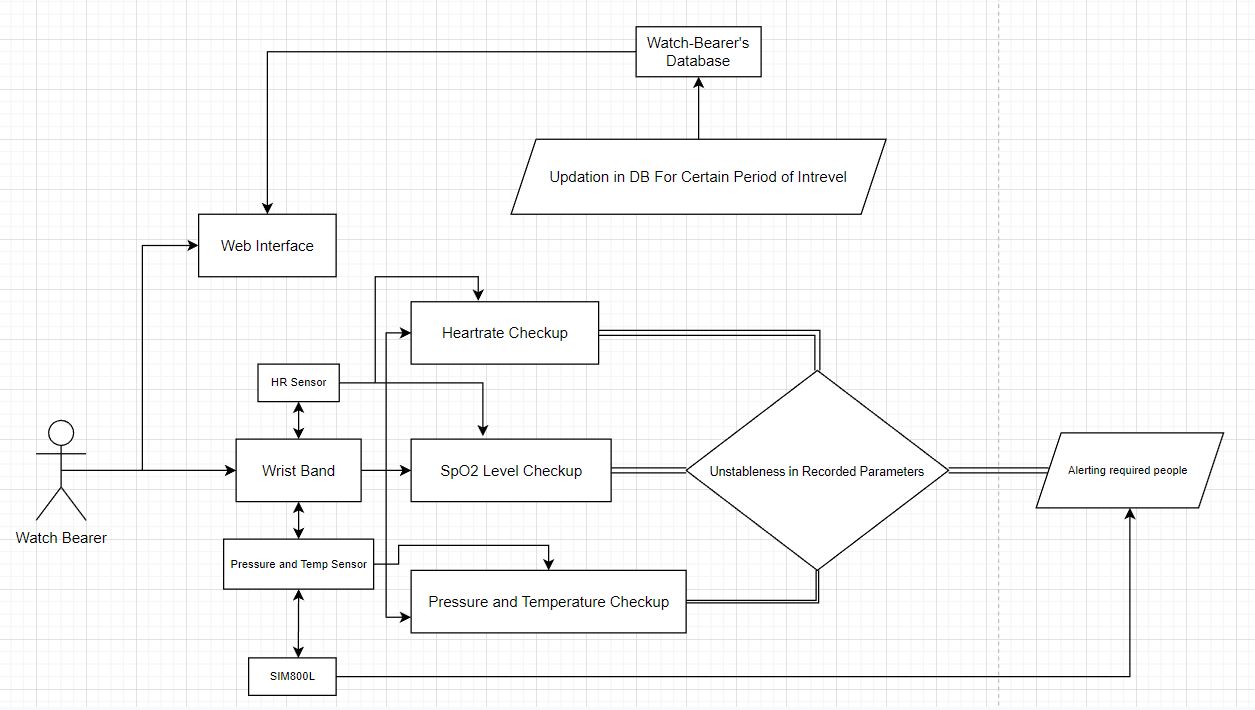 Watch-Bearer's
Database
Updation in DB For Certain Period of Intrevel
Web Interface
Heartrate Checkup
HR Sensor
Wrist Band
SpO2 Level Checkup
Unstableness in Recorded Parameters
Alerting required people
Watch Bearer
Pressure and Temp Sensor
Pressure and Temperature Checkup
SIM800L